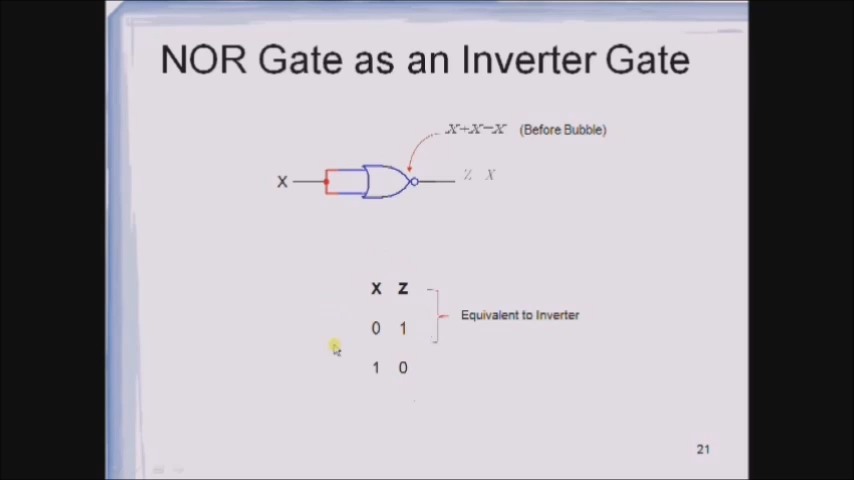 NOR Gate as an Inverter Gate
X+X=X (Before Bubble)
X
Z X
X Z
0 1
Equivalent to Inverter
1 0
21